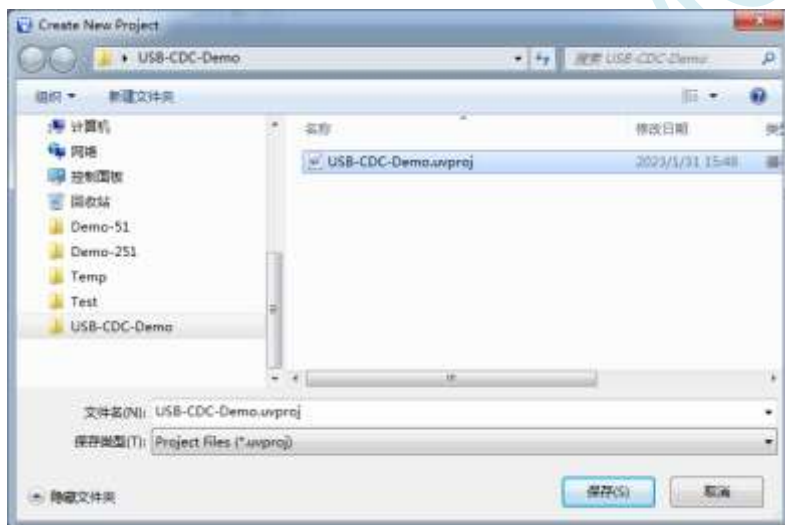 Create New Project
USB-CDC-Demo
搜索 USB-CDC-Demo
组织 新建文件夹
计算机
网络
控制面板
回收站
Demo-51
Demo-251
Temp
Test
USB-CDC-Demo
名称 修改日期
USB-CDC-Demo.uvproj 2023/1/31 15:48
文件名(N): USB-CDC-Demo.uvproj
保存类型(T): Project Files (*.uvproj)
隐藏文件夹 保存(S) 取消